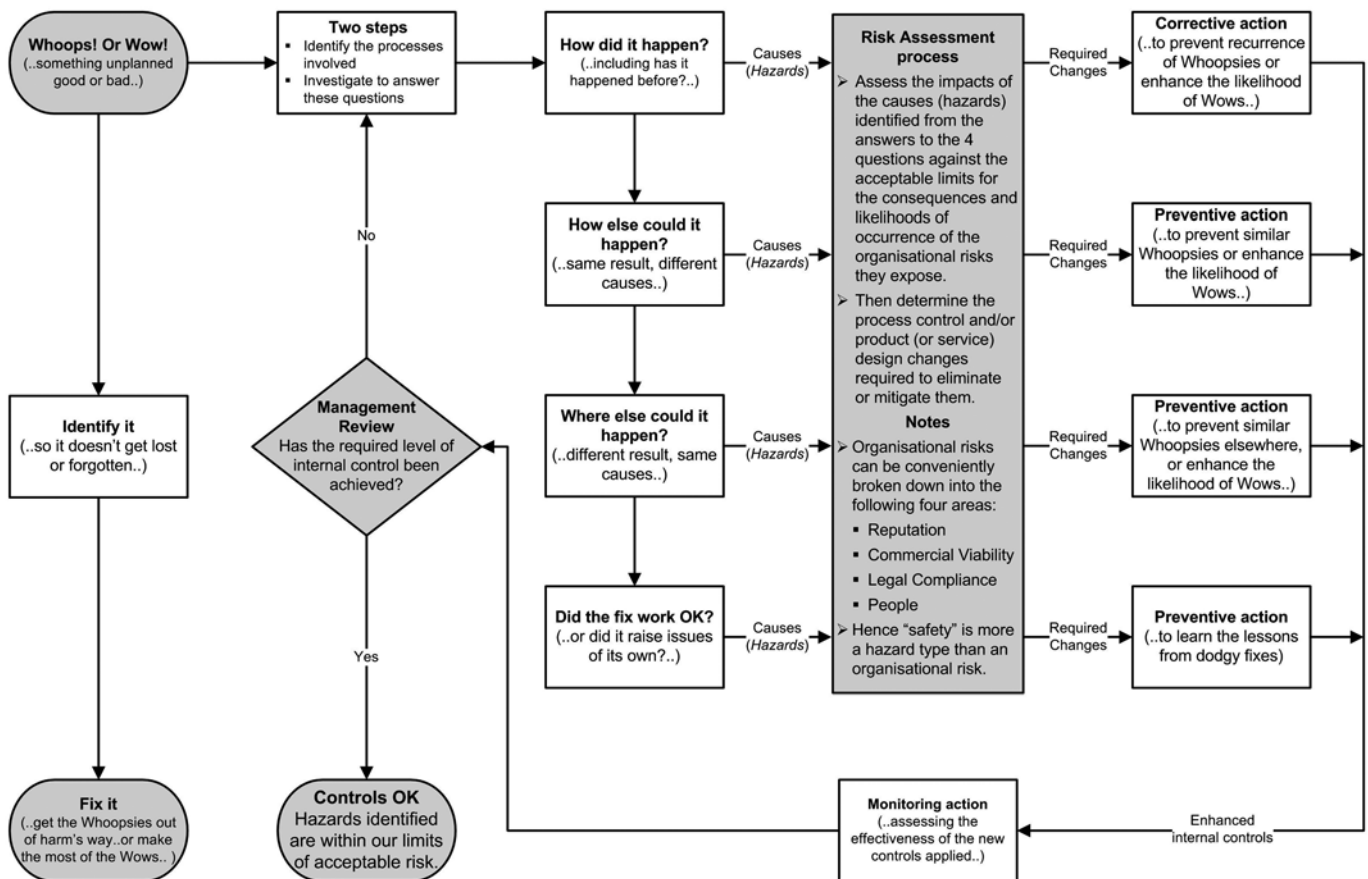 Whoops! Or Wow!
(..something unplanned
good or bad..)
Two steps
▪ Identify the processes
involved
▪ Investigate to answer
these questions
How did it happen?
(..including has it
happened before?..)
Causes
(Hazards)
Risk Assessment
process
➢ Assess the impacts of
the causes (hazards)
identified from the
answers to the 4
questions against the
acceptable limits for
the consequences and
likelihoods of
occurrence of the
organisational risks
they expose.
➢ Then determine the
process control and/or
product (or service)
design changes
required to eliminate
or mitigate them.
Notes
➢ Organisational risks
can be conveniently
broken down into the
following four areas:
▪ Reputation
▪ Commercial Viability
▪ Legal Compliance
▪ People
➢ Hence “safety” is more
a hazard type than an
organisational risk.
Required
Changes
Corrective action
(..to prevent recurrence
of Whoopsies or
enhance the likelihood
of Wows..)
How else could it
happen?
(..same result, different
causes..)
Causes
(Hazards)
Required
Changes
Preventive action
(..to prevent similar
Whoopsies or enhance
the likelihood of
Wows..)
No
Identify it
(..so it doesn’t get lost
or forgotten..)
Management
Review
Has the required level of
internal control been
achieved?
Where else could it
happen?
(..different result, same
causes..)
Causes
(Hazards)
Required
Changes
Preventive action
(..to prevent similar
Whoopsies elsewhere,
or enhance the
likelihood of Wows..)
Yes
Did the fix work OK?
(..or did it raise issues
of its own?..)
Causes
(Hazards)
Required
Changes
Preventive action
(..to learn the lessons
from dodgy fixes)
Fix it
(..get the Whoopsies out
of harm’s way..or make
the most of the Wows.. )
Controls OK
Hazards identified
are within our limits
of acceptable risk.
Monitoring action
(..assessing the
effectiveness of the new
controls applied..)
Enhanced
internal controls